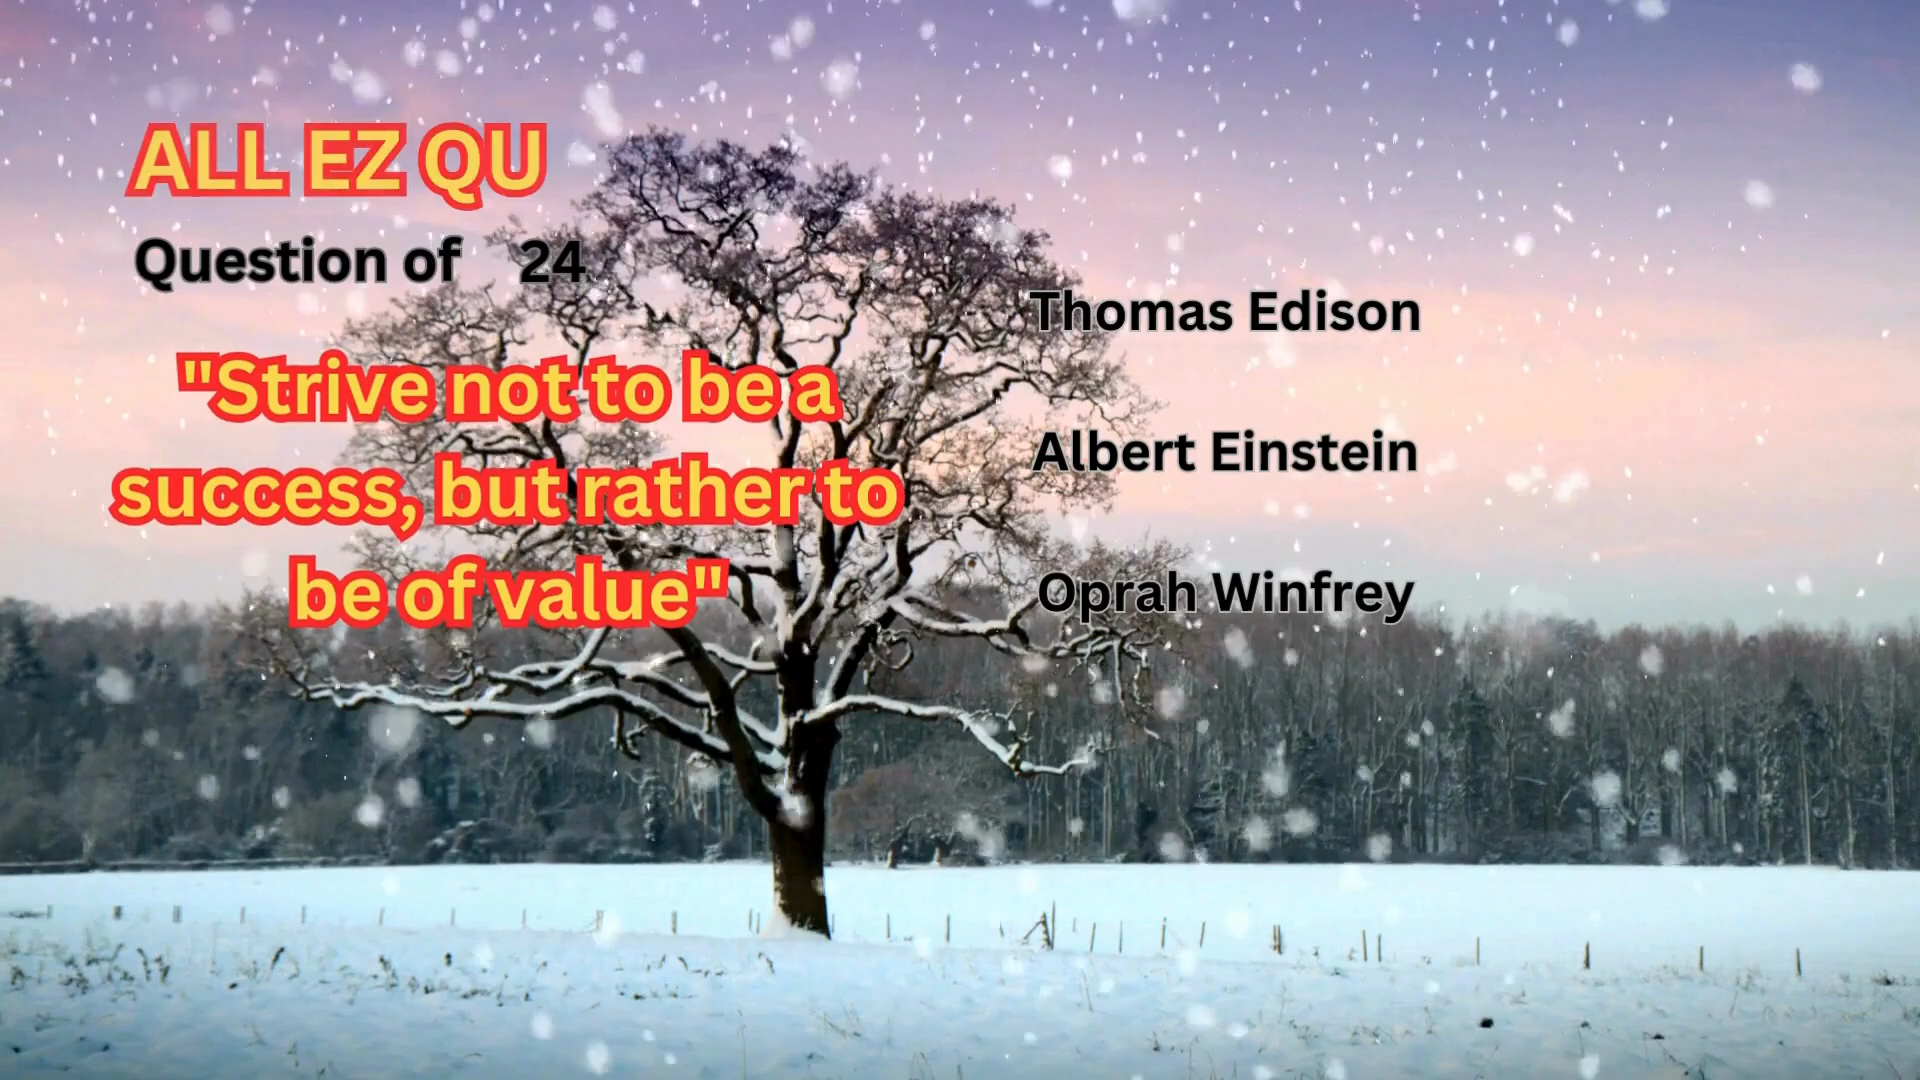 ALL EZ QU
Question of 24
"Strive not to be a
success, but rather to
be of value"
Thomas Edison
Albert Einstein
Oprah Winfrey